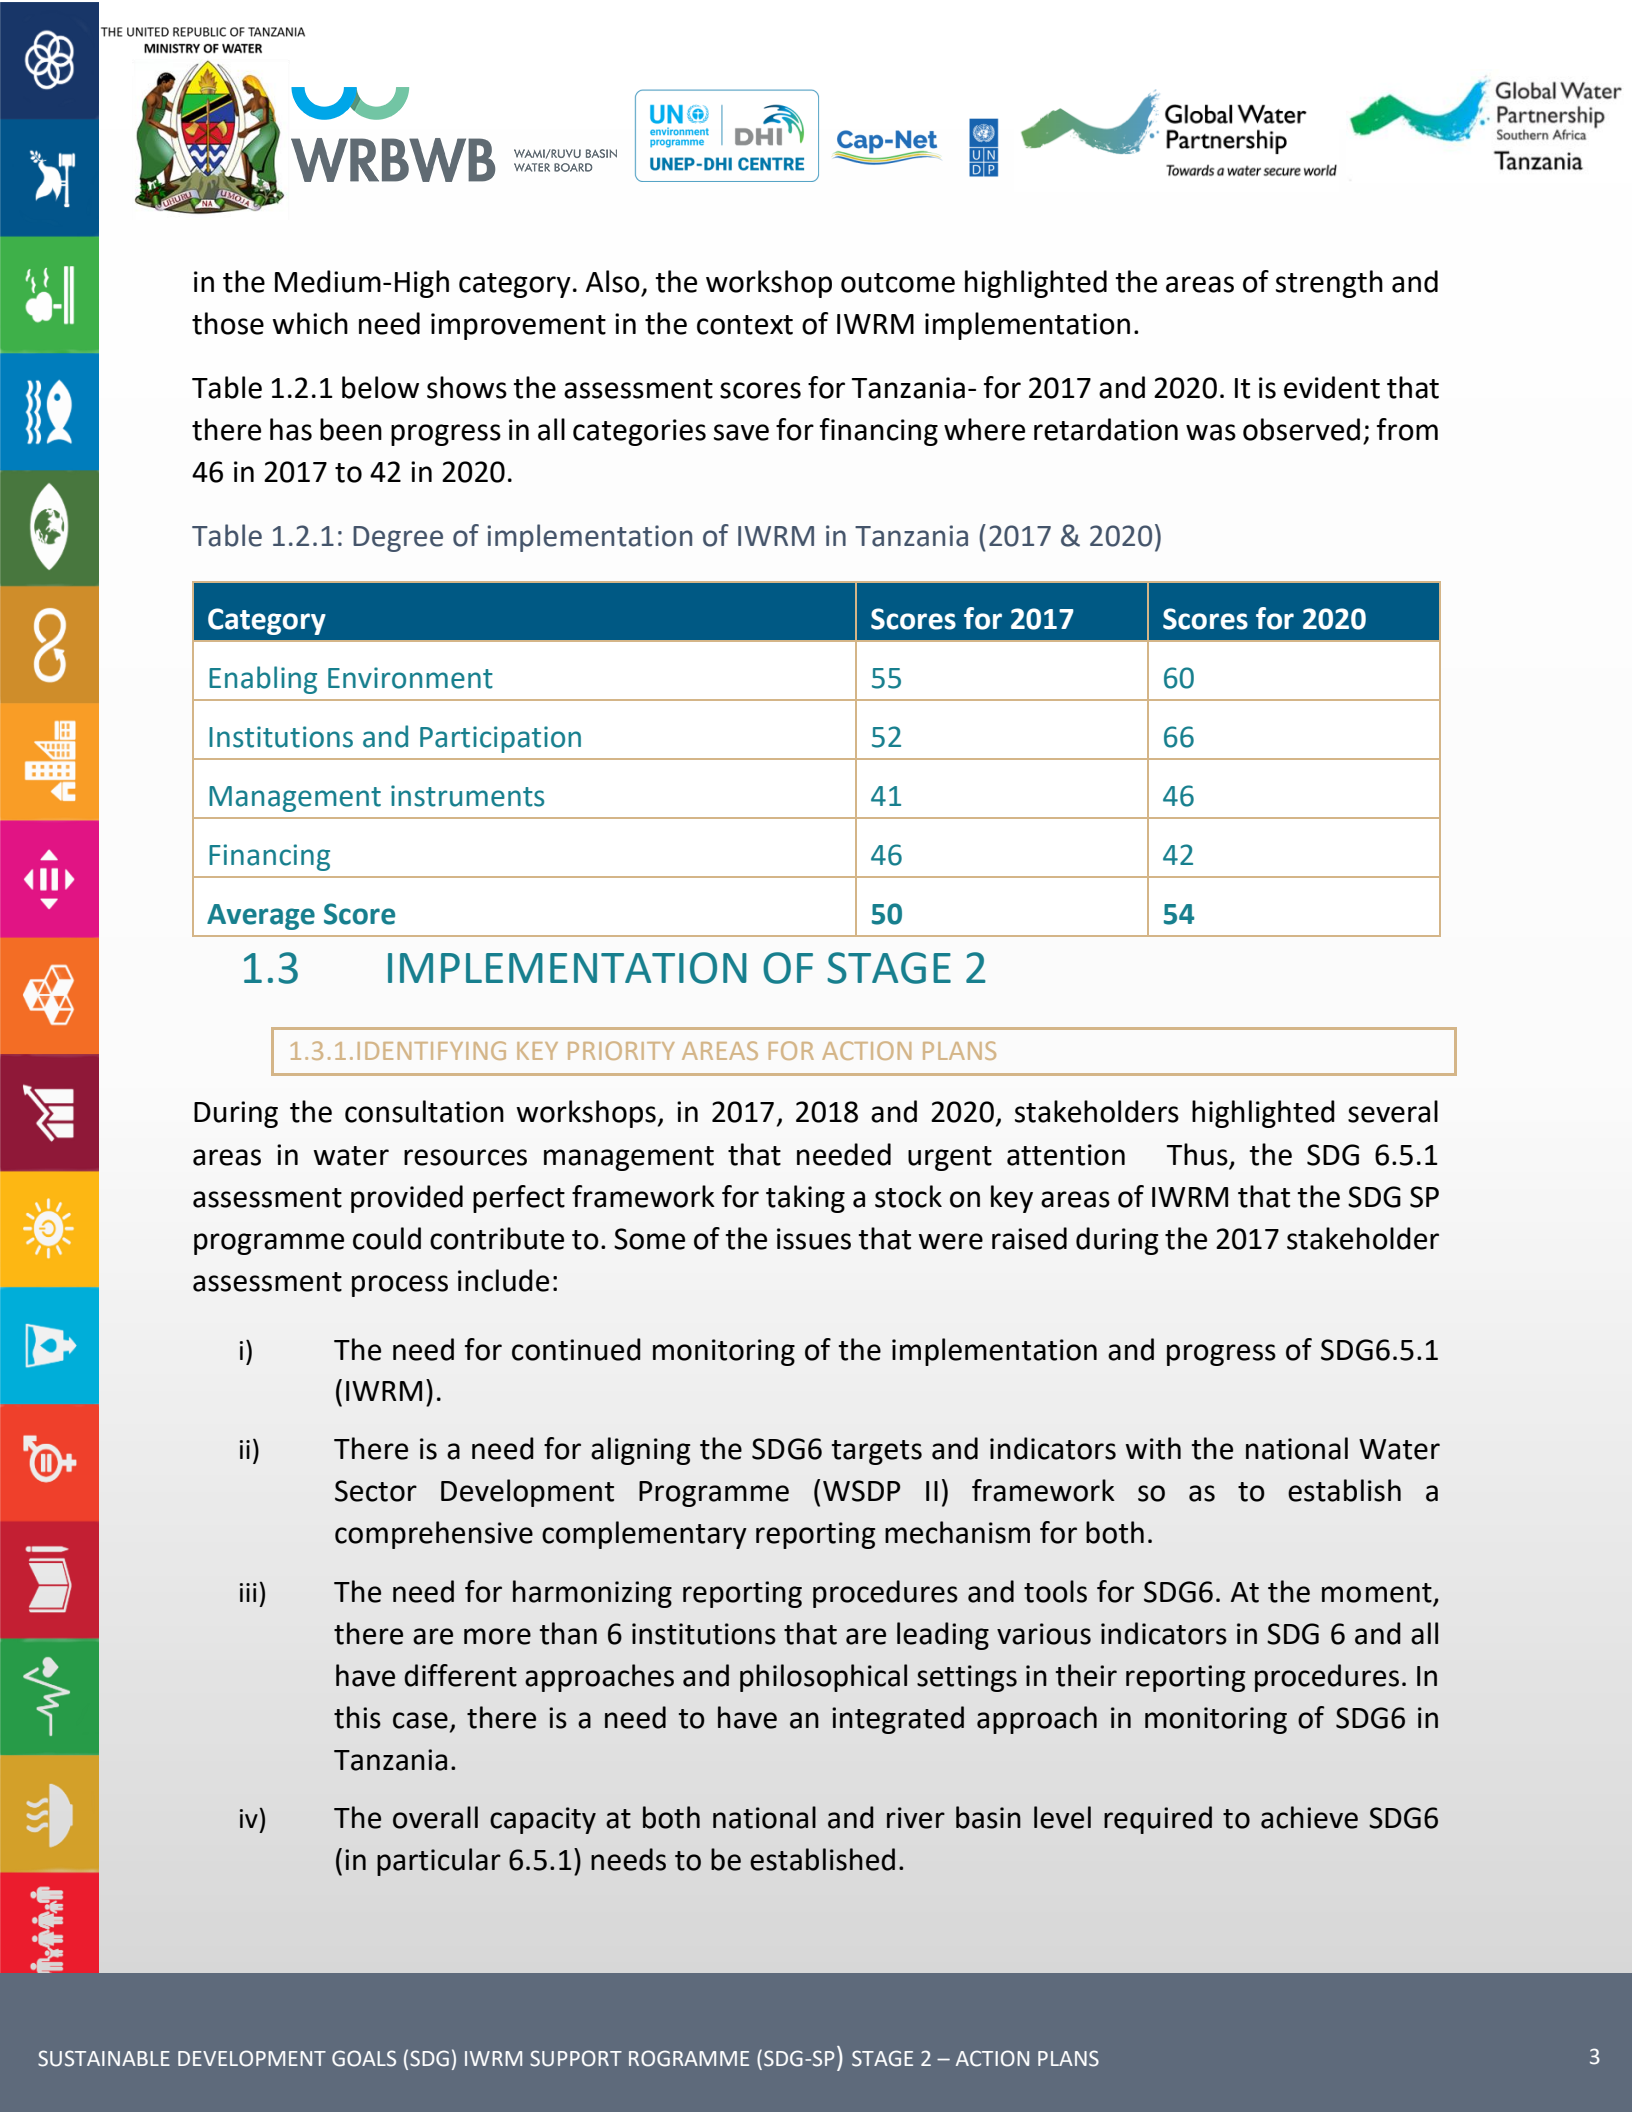 THE UNITED REPUBLIC OF TANZANIA
MINISTRY OF WATER
UHURU NA UMOJA
WRBWB
WAMI/RUVU BASIN
WATER BOARD
UN
environment
programme
DHI
UNEP-DHI CENTRE
Cap-Net
UN
DP
Global Water
Partnership
Towards a water secure world
Global Water
Partnership
Southern Africa
Tanzania
in the Medium-High category. Also, the workshop outcome highlighted the areas of strength and
those which need improvement in the context of IWRM implementation.
Table 1.2.1 below shows the assessment scores for Tanzania- for 2017 and 2020. It is evident that
there has been progress in all categories save for financing where retardation was observed; from
46 in 2017 to 42 in 2020.
Table 1.2.1: Degree of implementation of IWRM in Tanzania (2017 & 2020)
Category Scores for 2017 Scores for 2020
Enabling Environment 55 60
Institutions and Participation 52 66
Management instruments 41 46
Financing 46 42
Average Score 50 54
1.3 IMPLEMENTATION OF STAGE 2
1.3.1.IDENTIFYING KEY PRIORITY AREAS FOR ACTION PLANS
During the consultation workshops, in 2017, 2018 and 2020, stakeholders highlighted several
areas in water resources management that needed urgent attention Thus, the SDG 6.5.1
assessment provided perfect framework for taking a stock on key areas of IWRM that the SDG SP
programme could contribute to. Some of the issues that were raised during the 2017 stakeholder
assessment process include:
i) The need for continued monitoring of the implementation and progress of SDG6.5.1
(IWRM).
ii) There is a need for aligning the SDG6 targets and indicators with the national Water
Sector Development Programme (WSDP II) framework so as to establish a
comprehensive complementary reporting mechanism for both.
iii) The need for harmonizing reporting procedures and tools for SDG6. At the moment,
there are more than 6 institutions that are leading various indicators in SDG 6 and all
have different approaches and philosophical settings in their reporting procedures. In
this case, there is a need to have an integrated approach in monitoring of SDG6 in
Tanzania.
iv) The overall capacity at both national and river basin level required to achieve SDG6
(in particular 6.5.1) needs to be established.
SUSTAINABLE DEVELOPMENT GOALS (SDG) IWRM SUPPORT ROGRAMME (SDG-SP) STAGE 2 – ACTION PLANS 3